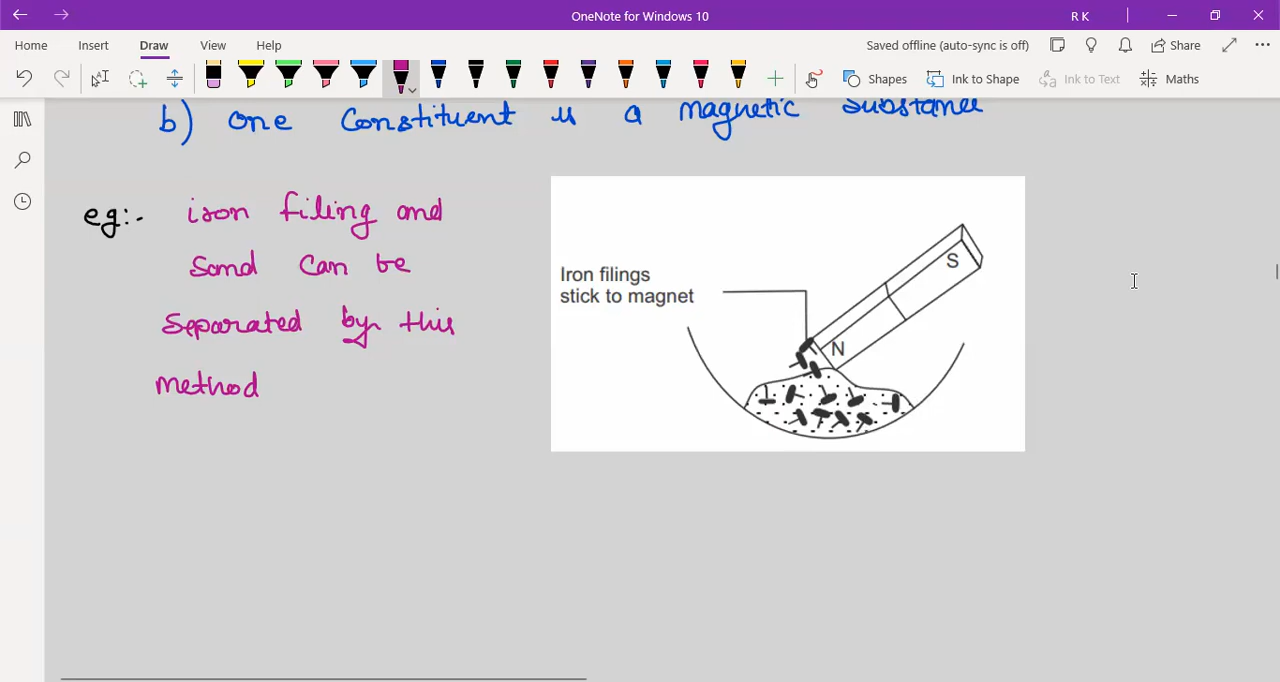 OneNote for Windows 10
R K
Home Insert Draw View Help
Saved offline (auto-sync is off)
Share
Shapes
Ink to Shape
Ink to Text
Maths
b) One Constituent is a magnetic Substance
eg:-
iron filing and
Sand Can be
Separated by this
Method
Iron filings
stick to magnet
S
N